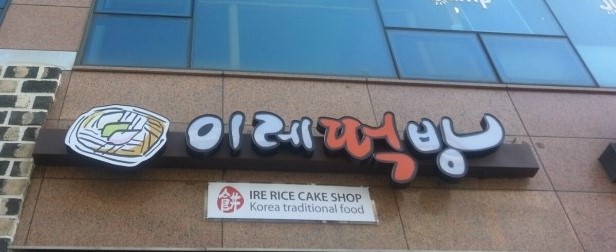 이레떡방
餠
IRE RICE CAKE SHOP
Korea traditional food